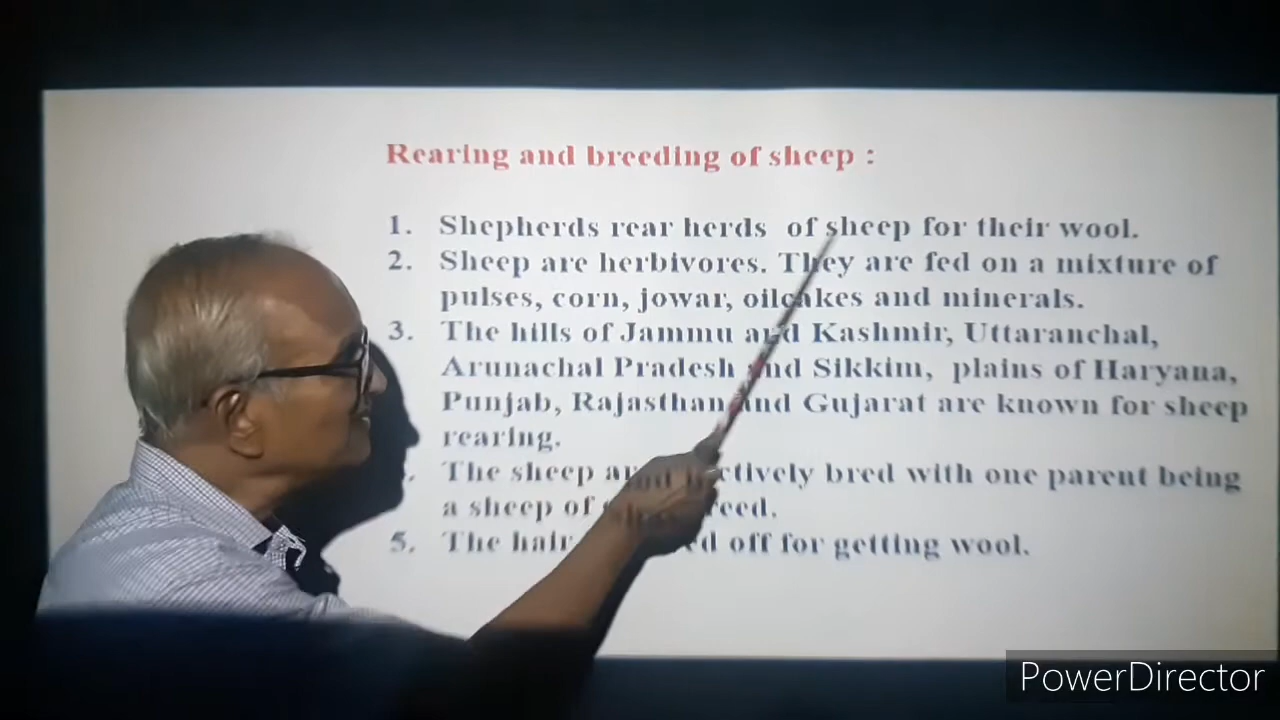 Rearing and breeding of sheep :
1. Shepherds rear herds of sheep for their wool.
2. Sheep are herbivores. They are fed on a mixture of
pulses, corn, jowar, oilcakes and minerals.
3. The hills of Jammu and Kashmir, Uttaranchal,
Arunachal Pradesh and Sikkim, plains of Haryana,
Punjab, Rajasthan and Gujarat are known for sheep
rearing.
The sheep bred with one parent being
a sheep of
5. The hair off for getting wool.
PowerDirector